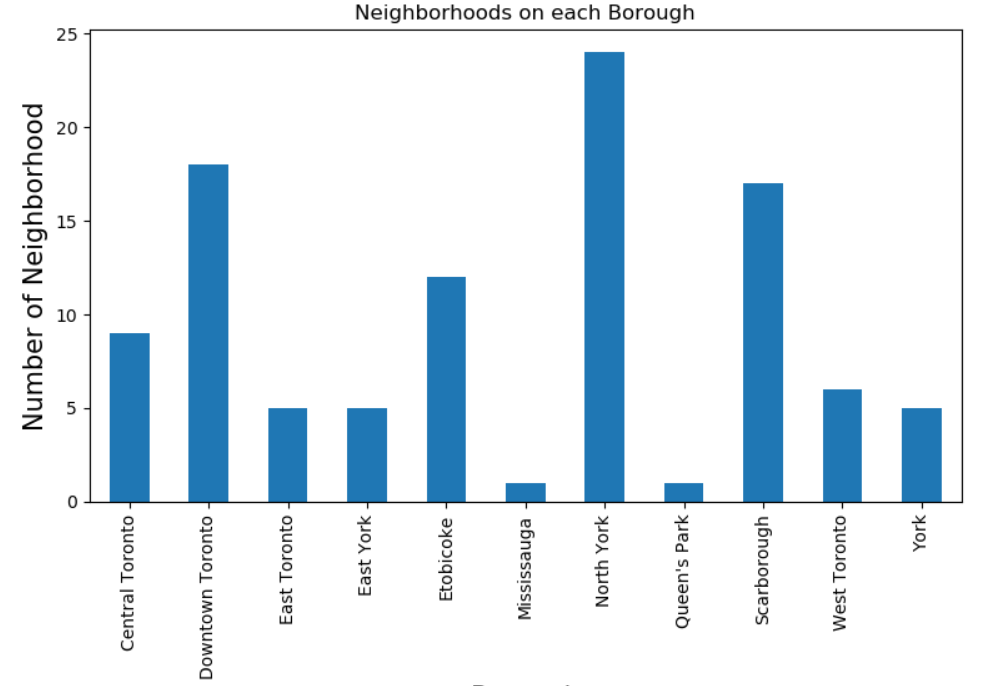 Neighborhoods on each Borough
Number of Neighborhood
25
20
15
10
5
0
Central Toronto
Downtown Toronto
East Toronto
East York
Etobicoke
Mississauga
North York
Queen's Park
Scarborough
West Toronto
York